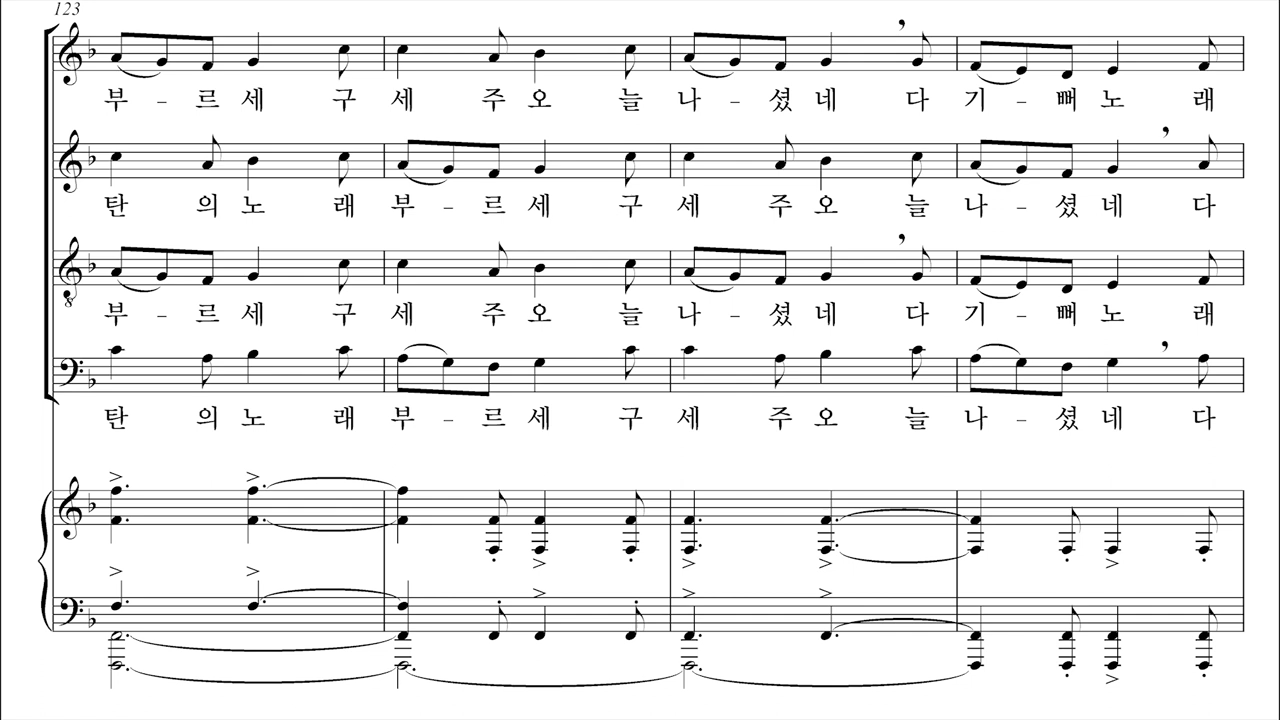 123
부 - 르 세 구 세 주 오 늘 나 - 셨 네 다 기 - 뻐 노 래
탄 의 노 래 부 - 르 세 구 세 주 오 늘 나 - 셨 네 다
부 - 르 세 구 세 주 오 늘 나 - 셨 네 다 기 - 뻐 노 래
탄 의 노 래 부 - 르 세 구 세 주 오 늘 나 - 셨 네 다